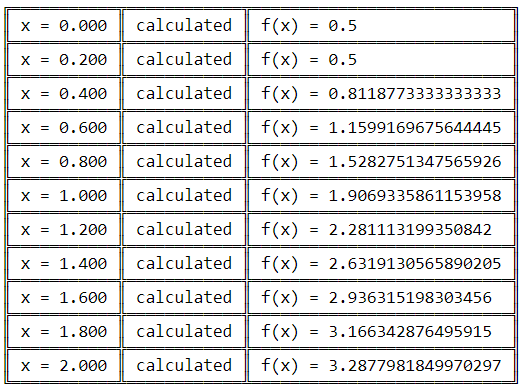 x = 0.000 calculated f(x) = 0.5
x = 0.200 calculated f(x) = 0.5
x = 0.400 calculated f(x) = 0.8118773333333333
x = 0.600 calculated f(x) = 1.1599169675644445
x = 0.800 calculated f(x) = 1.5282751347565926
x = 1.000 calculated f(x) = 1.9069335861153958
x = 1.200 calculated f(x) = 2.281113199350842
x = 1.400 calculated f(x) = 2.6319130565890205
x = 1.600 calculated f(x) = 2.936315198303456
x = 1.800 calculated f(x) = 3.166342876495915
x = 2.000 calculated f(x) = 3.2877981849970297